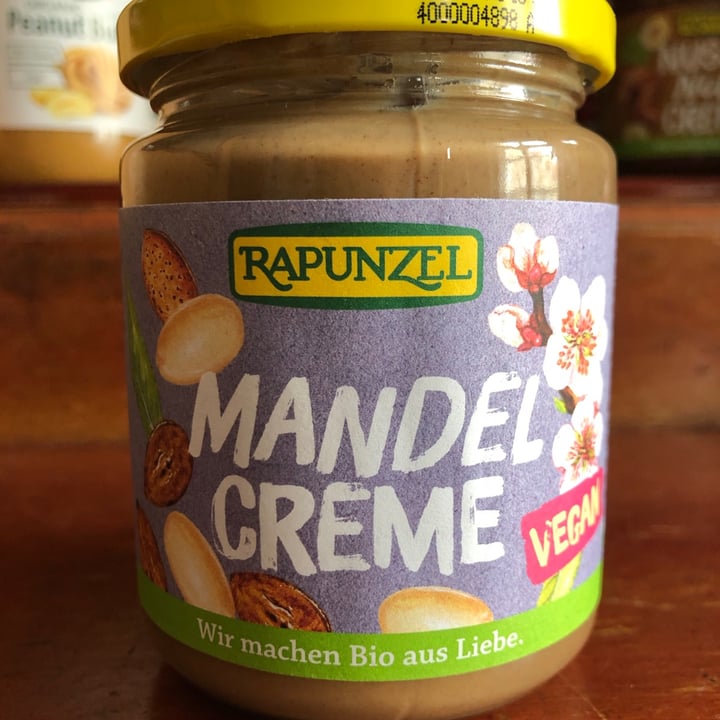 4000004898 A
Peanut
RAPUNZEL
MANDEL
CREME
VEGAN
Wir machen Bio aus Liebe.